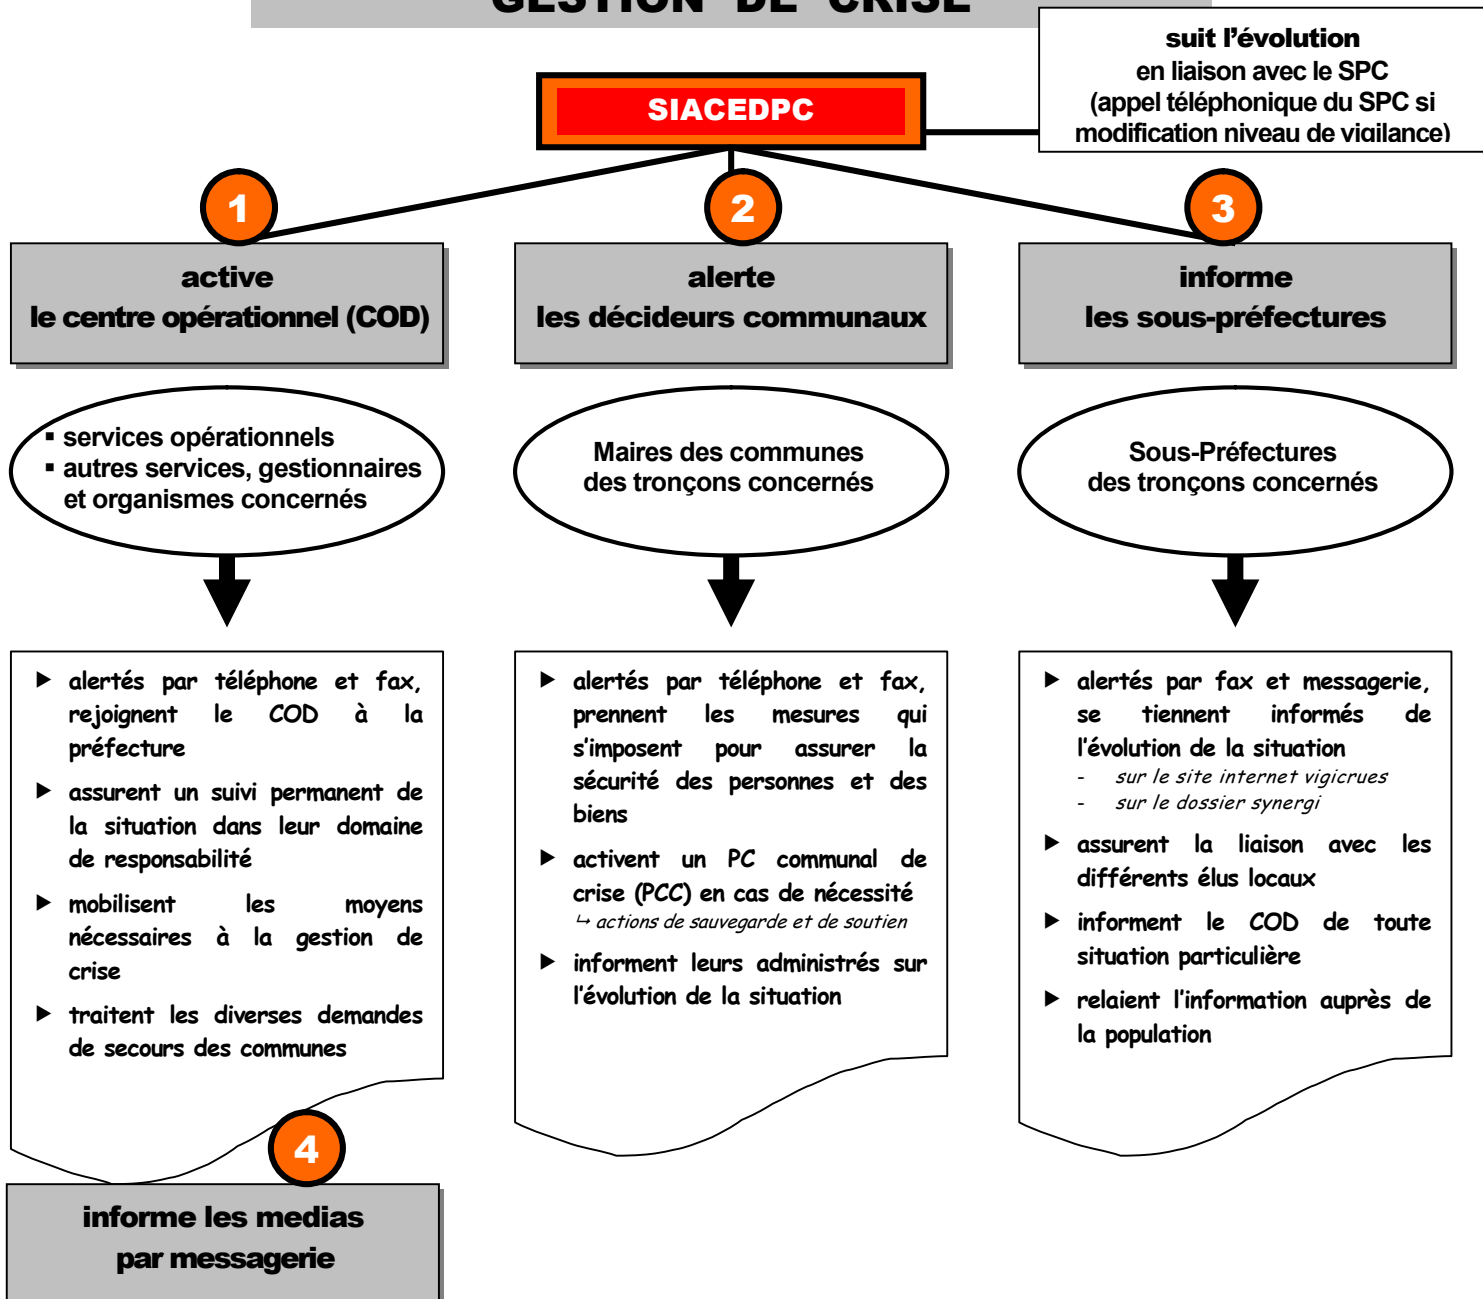 GESTION DE CRISE
suit l'évolution
en liaison avec le SPC
(appel téléphonique du SPC si
modification niveau de vigilance)
SIACEDPC
1
2
3
active
le centre opérationnel (COD)
alerte
les décideurs communaux
informe
les sous-préfectures
▪ services opérationnels
▪ autres services, gestionnaires
et organismes concernés
Maires des communes
des tronçons concernés
Sous-Préfectures
des tronçons concernés
► alertés par téléphone et fax,
rejoignent le COD à la
préfecture
► assurent un suivi permanent de
la situation dans leur domaine
de responsabilité
► mobilisent les moyens
nécessaires à la gestion de
crise
► traitent les diverses demandes
de secours des communes
► alertés par téléphone et fax,
prennent les mesures qui
s'imposent pour assurer la
sécurité des personnes et des
biens
► activent un PC communal de
crise (PCC) en cas de nécessité
↪ actions de sauvegarde et de soutien
► informent leurs administrés sur
l'évolution de la situation
► alertés par fax et messagerie,
se tiennent informés de
l'évolution de la situation
- sur le site internet vigicrues
- sur le dossier synergi
► assurent la liaison avec les
différents élus locaux
► informent le COD de toute
situation particulière
► relaient l'information auprès de
la population
4
informe les medias
par messagerie